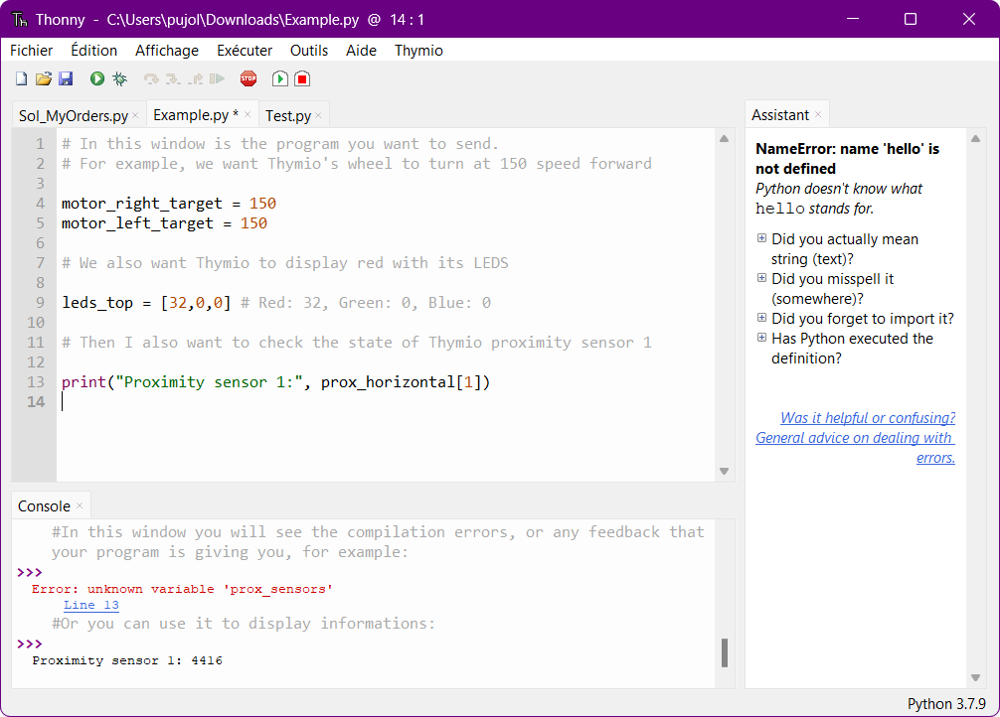 Th Thonny - C:\Users\pujol\Downloads\Example.py @ 14 : 1
Fichier Édition Affichage Exécuter Outils Aide Thymio
STOP
Sol_MyOrders.py × Example.py * × Test.py ×
1 # In this window is the program you want to send.
2 # For example, we want Thymio's wheel to turn at 150 speed forward
3
4 motor_right_target = 150
5 motor_left_target = 150
6
7 # We also want Thymio to display red with its LEDS
8
9 leds_top = [32,0,0] # Red: 32, Green: 0, Blue: 0
10
11 # Then I also want to check the state of Thymio proximity sensor 1
12
13 print("Proximity sensor 1:", prox_horizontal[1])
14
Console ×
#In this window you will see the compilation errors, or any feedback that
your program is giving you, for example:
>>>
Error: unknown variable 'prox_sensors'
Line 13
#Or you can use it to display informations:
>>>
Proximity sensor 1: 4416
Assistant ×
NameError: name 'hello' is
not defined
Python doesn't know what
hello stands for.
Did you actually mean
string (text)?
Did you misspell it
(somewhere)?
Did you forget to import it?
Has Python executed the
definition?
Was it helpful or confusing?
General advice on dealing with
errors.
Python 3.7.9